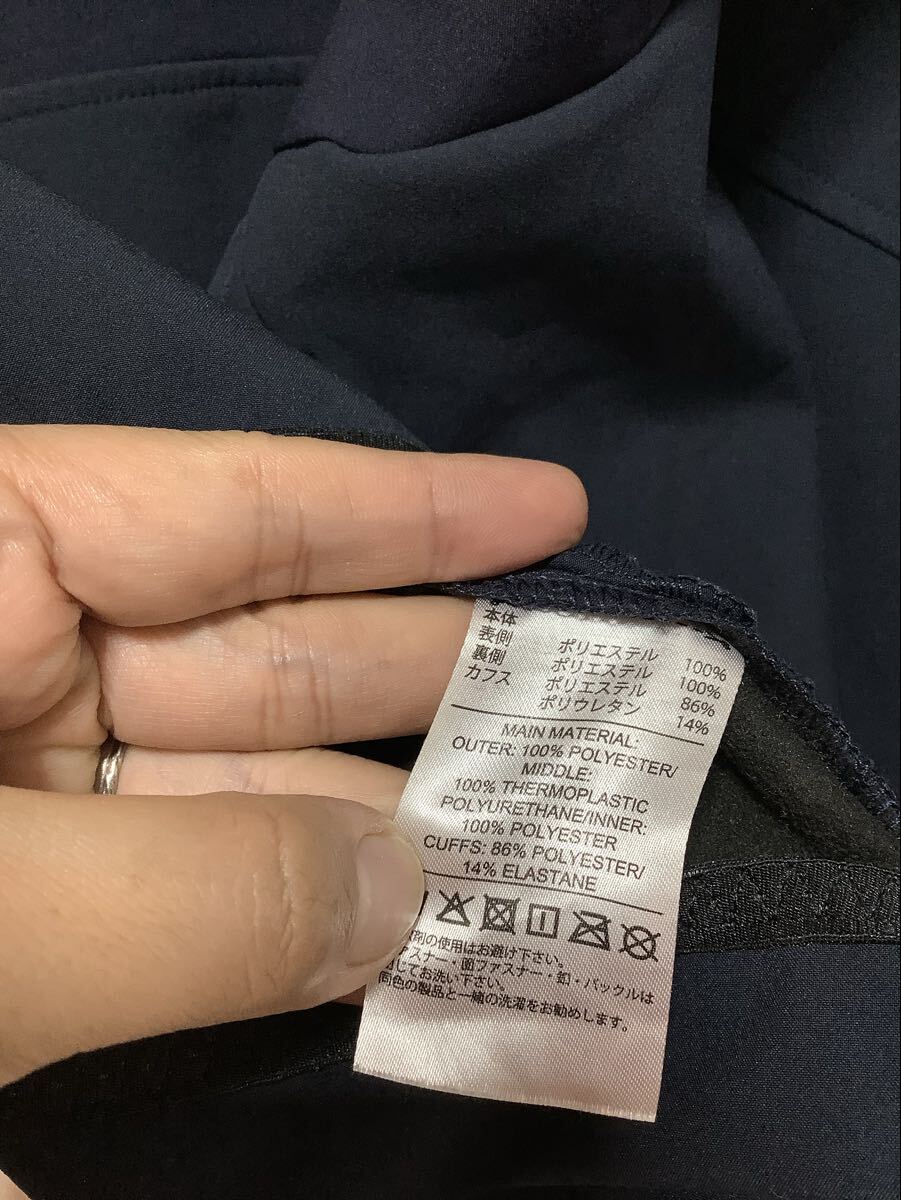 本体
表側 ポリエステル 100%
裏側 ポリエステル 100%
カフス ポリエステル 86%
ポリウレタン 14%
MAIN MATERIAL:
OUTER: 100% POLYESTER/
MIDDLE:
100% THERMOPLASTIC
POLYURETHANE/INNER:
100% POLYESTER
CUFFS: 86% POLYESTER/
14% ELASTANE
剤の使用はお避け下さい。
ァスナー・面ファスナー・釦・バックルは
してお洗い下さい。
同色の製品と一緒の洗濯をお勧めします。